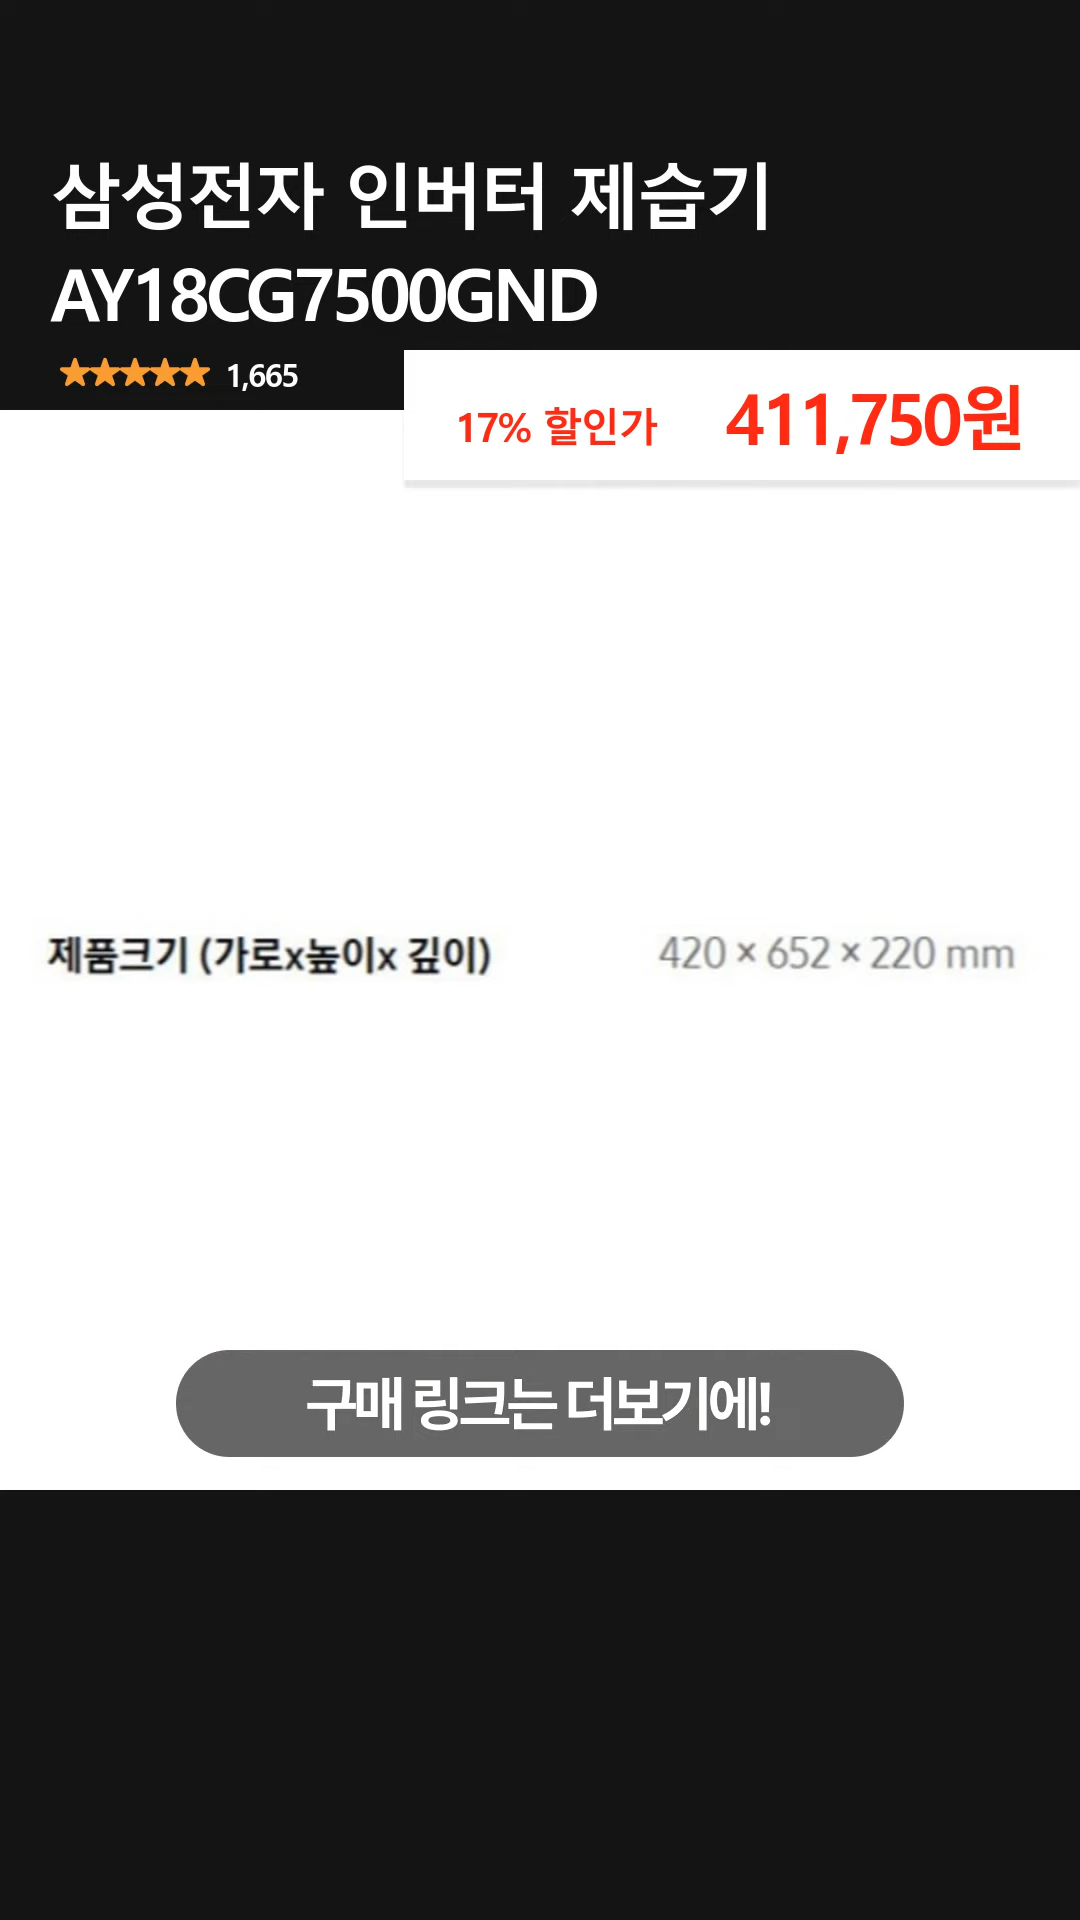 삼성전자 인버터 제습기
AY18CG7500GND
★★★★★ 1,665
17% 할인가 411,750원
제품크기 (가로x높이x 깊이) 420 × 652 × 220 mm
구매 링크는 더보기에!